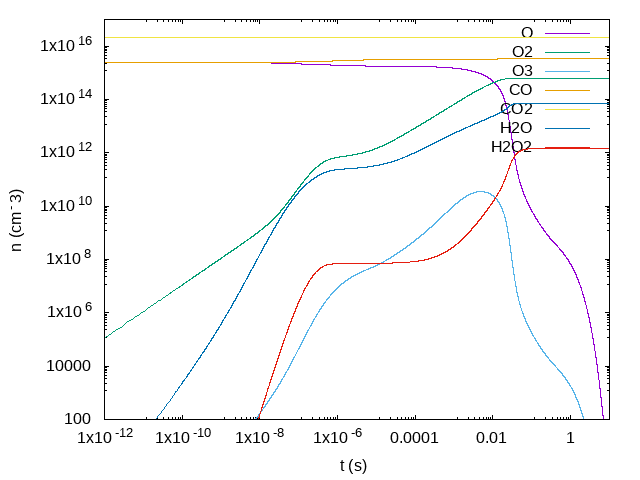 1x10 16
1x10 14
1x10 12
1x10 10
1x10 8
1x10 6
10000
100
n (cm-3)
O
O2
O3
CO
CO2
H2O
H2O2
1x10-12
1x10-10
1x10-8
1x10-6
0.0001
0.01
1
t (s)